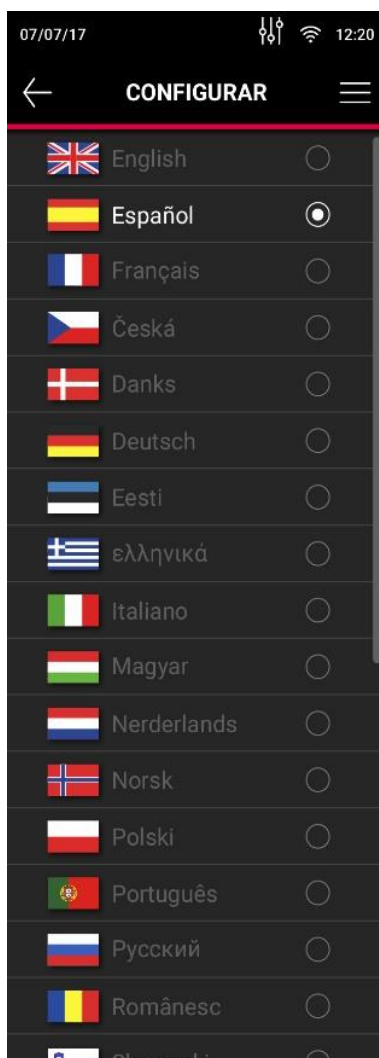 07/07/17 12:20
CONFIGURAR
English
Español
Français
Česká
Danks
Deutsch
Eesti
ελληνικά
Italiano
Magyar
Nerderlands
Norsk
Polski
Português
Русский
Românesc